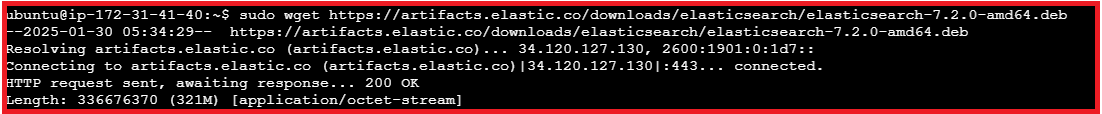 ubuntu@ip-172-31-41-40:~$ sudo wget https://artifacts.elastic.co/downloads/elasticsearch/elasticsearch-7.2.0-amd64.deb
--2025-01-30 05:34:29--  https://artifacts.elastic.co/downloads/elasticsearch/elasticsearch-7.2.0-amd64.deb
Resolving artifacts.elastic.co (artifacts.elastic.co)... 34.120.127.130, 2600:1901:0:1d7::
Connecting to artifacts.elastic.co (artifacts.elastic.co)|34.120.127.130|:443... connected.
HTTP request sent, awaiting response... 200 OK
Length: 336676370 (321M) [application/octet-stream]